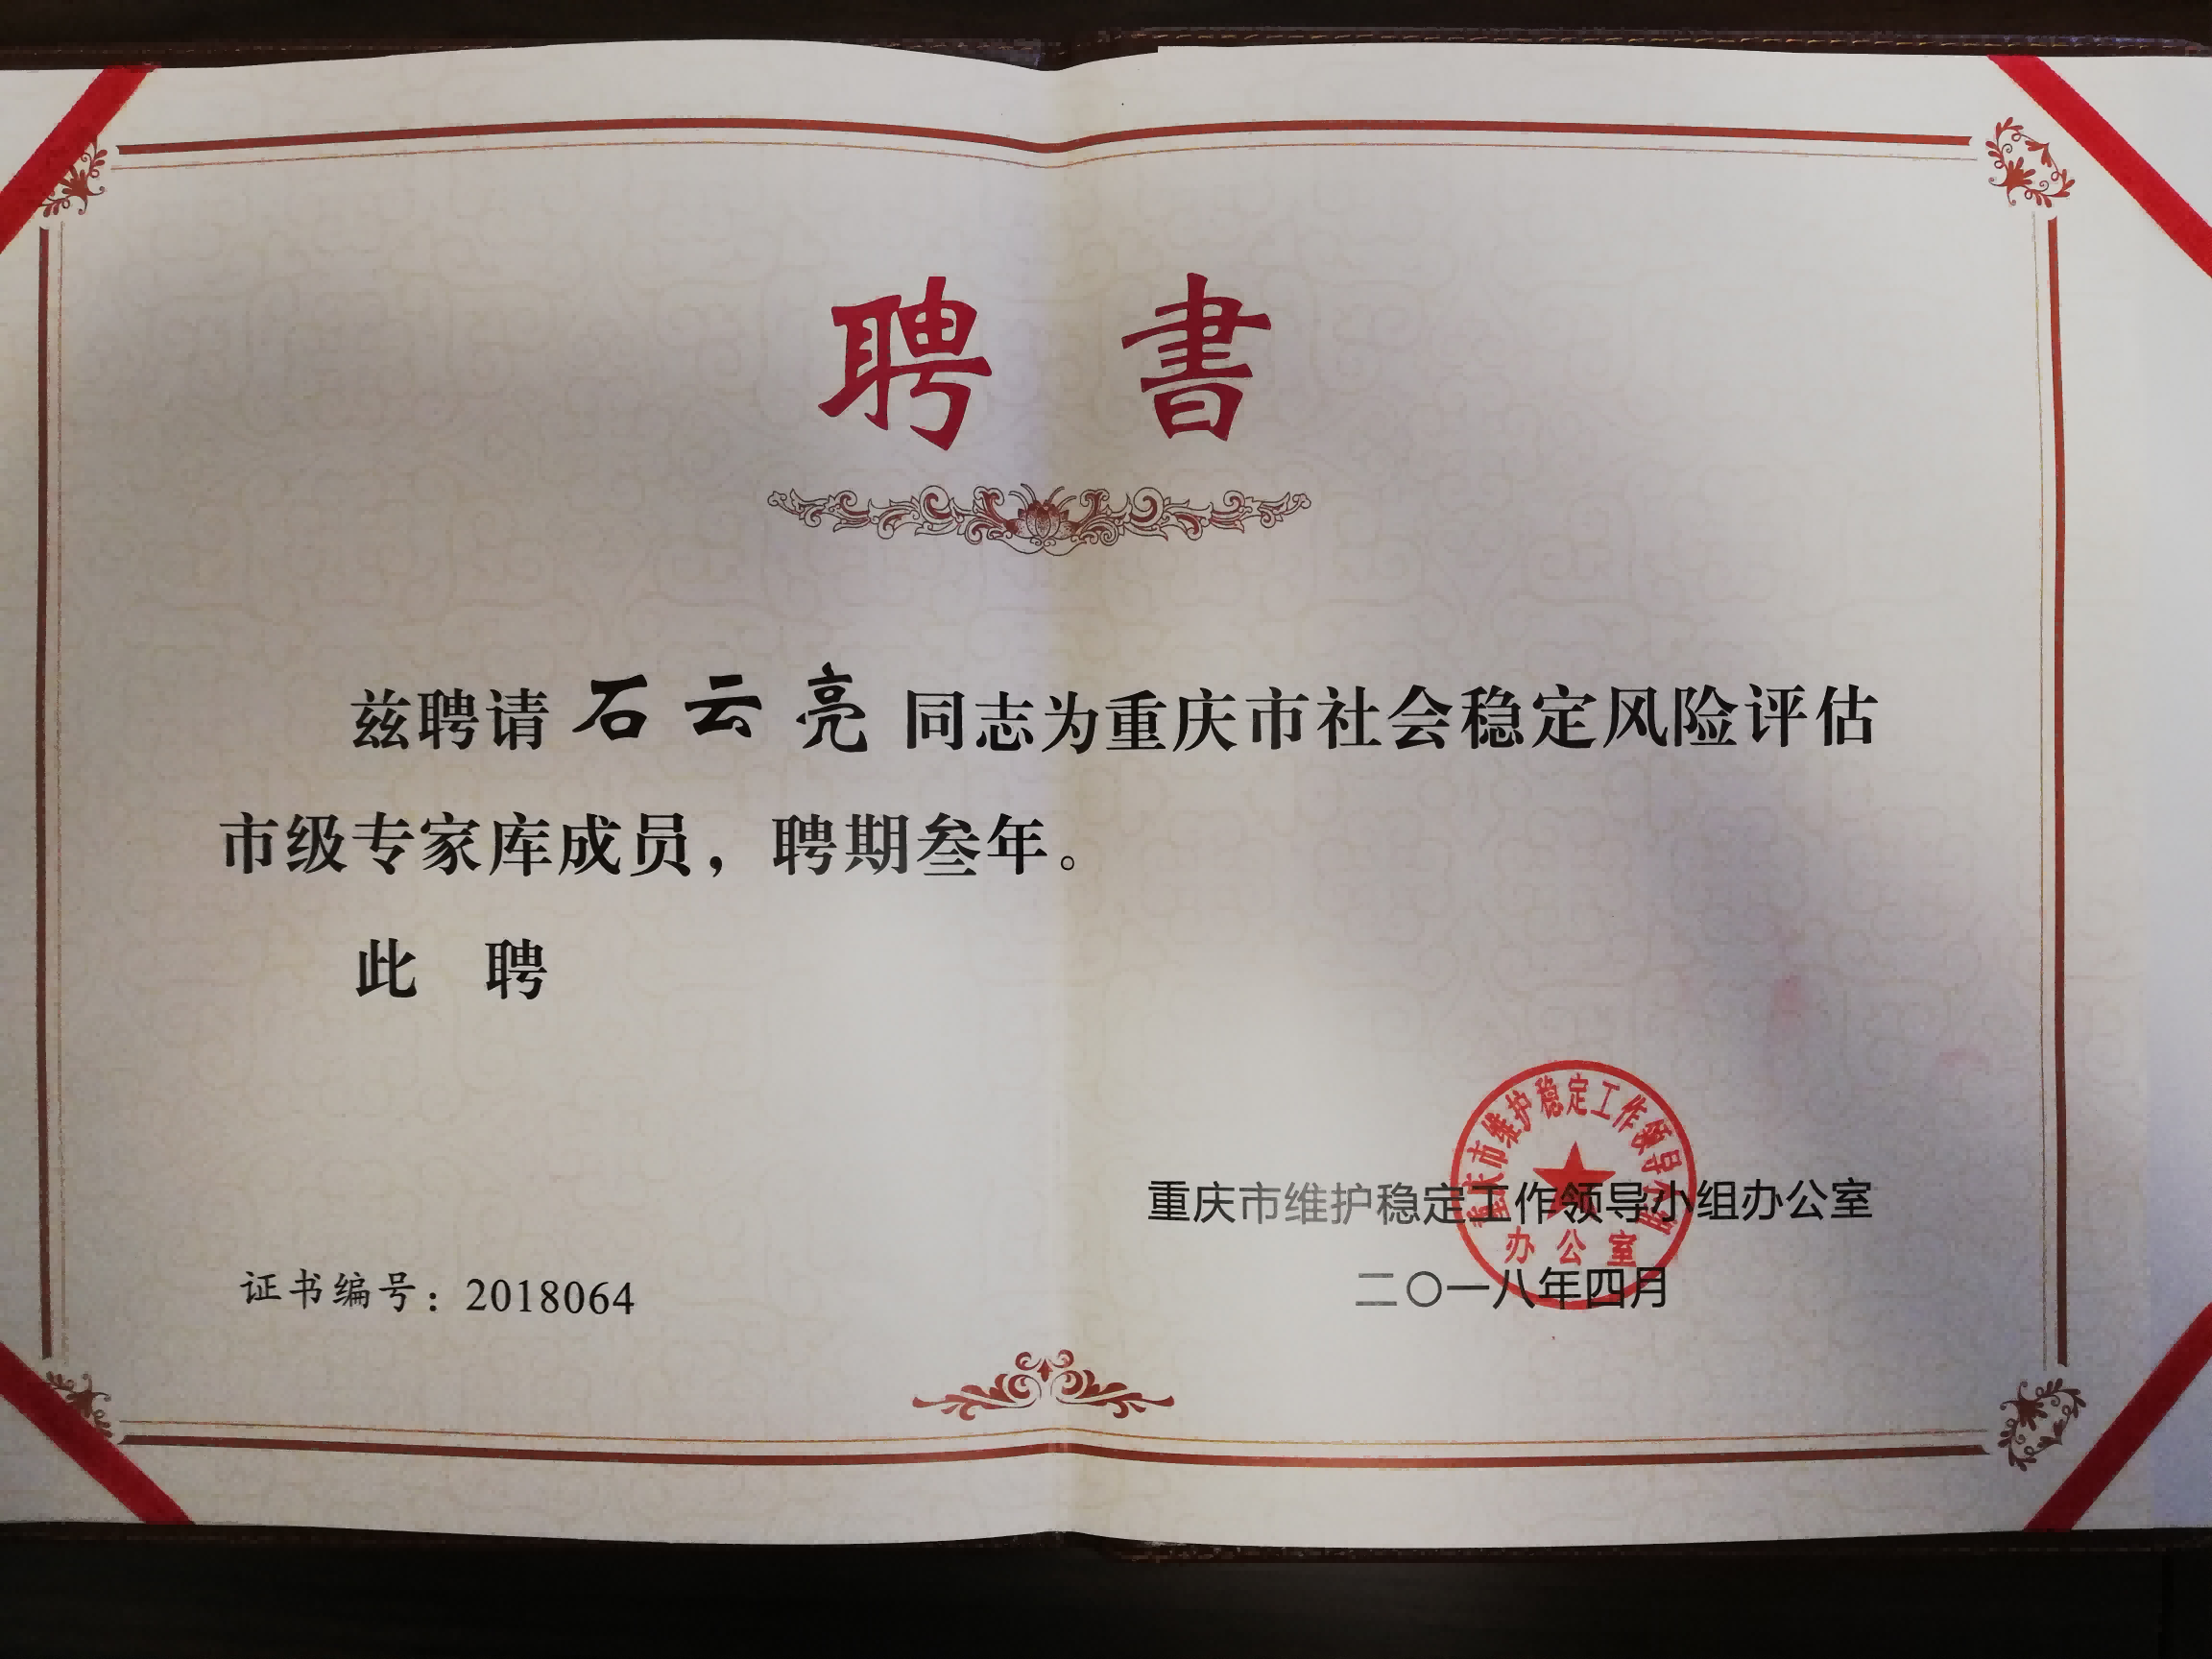 聘書
兹聘请石云亮同志为重庆市社会稳定风险评估
市级专家库成员，聘期叁年。
此 聘
重庆市维护稳定工作领导小组
办公室
重庆市维护稳定工作领导小组办公室
二〇一八年四月
证书编号：2018064